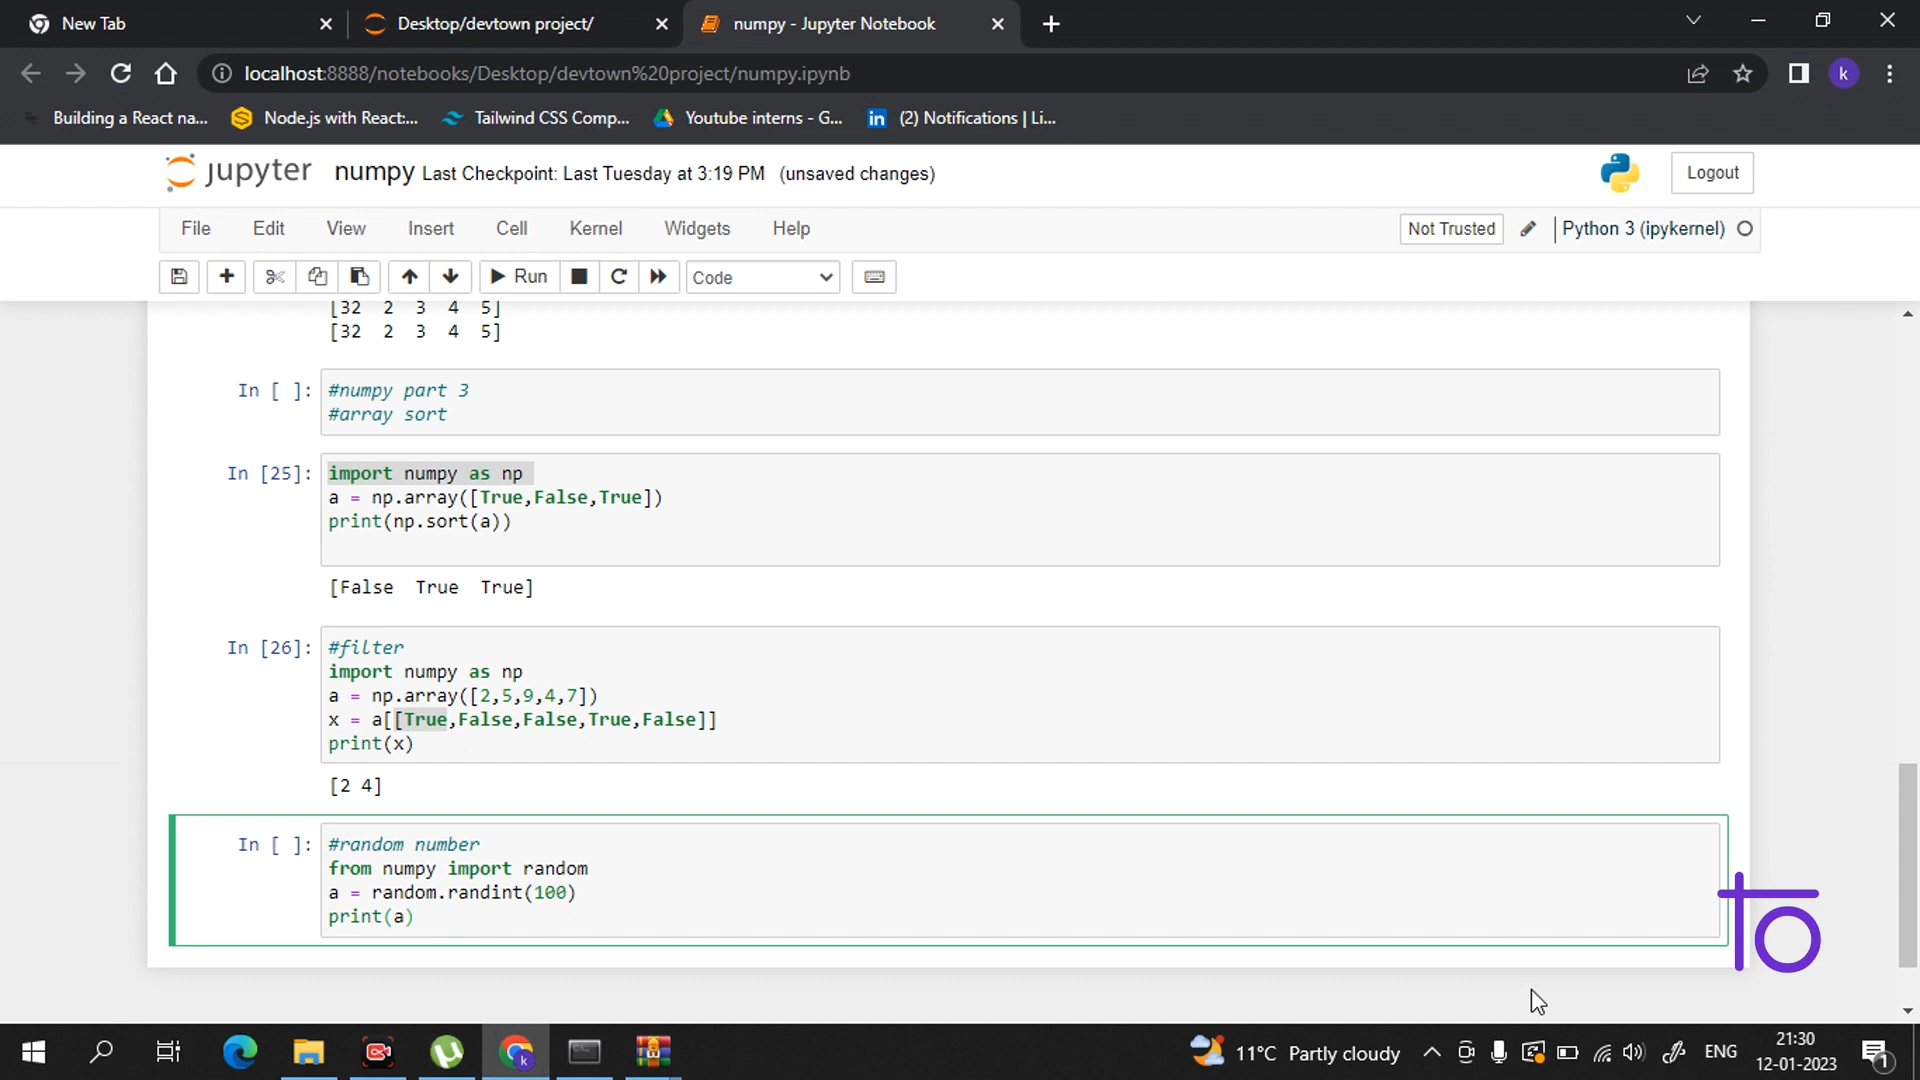 New Tab
Desktop/devtown project/
numpy - Jupyter Notebook
localhost:8888/notebooks/Desktop/devtown%20project/numpy.ipynb
k
Building a React na...
Node.js with React:...
Tailwind CSS Comp...
Youtube interns - G...
(2) Notifications | Li...
jupyter numpy Last Checkpoint: Last Tuesday at 3:19 PM (unsaved changes)
Logout
File Edit View Insert Cell Kernel Widgets Help
Not Trusted
Python 3 (ipykernel)
Run
Code
[32 2 3 4 5]
[32 2 3 4 5]
In [ ]: #numpy part 3
#array sort
In [25]: import numpy as np
a = np.array([True,False,True])
print(np.sort(a))
[False True True]
In [26]: #filter
import numpy as np
a = np.array([2,5,9,4,7])
x = a[[True,False,False,True,False]]
print(x)
[2 4]
In [ ]: #random number
from numpy import random
a = random.randint(100)
print(a)
11°C Partly cloudy
ENG
21:30
12-01-2023
1